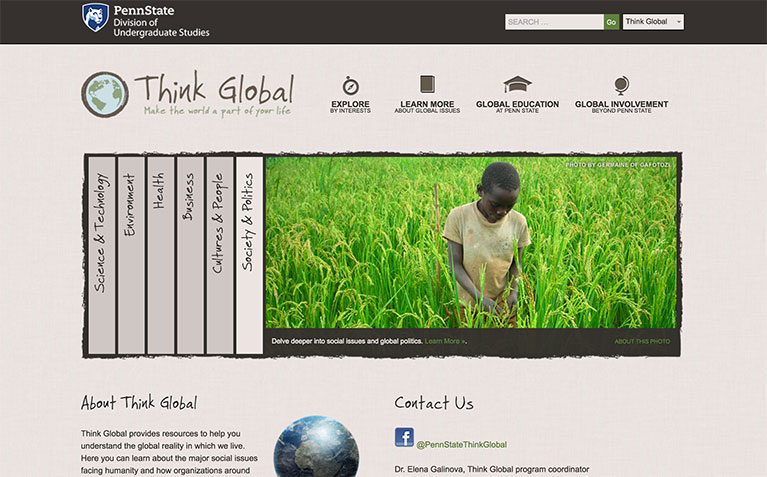 PennState
Division of
Undergraduate Studies
SEARCH ...
Go
Think Global
Think Global
Make the world a part of your life
EXPLORE
BY INTERESTS
LEARN MORE
ABOUT GLOBAL ISSUES
GLOBAL EDUCATION
AT PENN STATE
GLOBAL INVOLVEMENT
BEYOND PENN STATE
Science & Technology
Environment
Health
Business
Cultures & People
Society & Politics
PHOTO BY GERMAINE OF GAFOTOZL
Delve deeper into social issues and global politics. Learn More ».
ABOUT THIS PHOTO
About Think Global
Think Global provides resources to help you
understand the global reality in which we live.
Here you can learn about the major social issues
facing humanity and how organizations around
Contact Us
@PennStateThinkGlobal
Dr. Elena Galinova, Think Global program coordinator